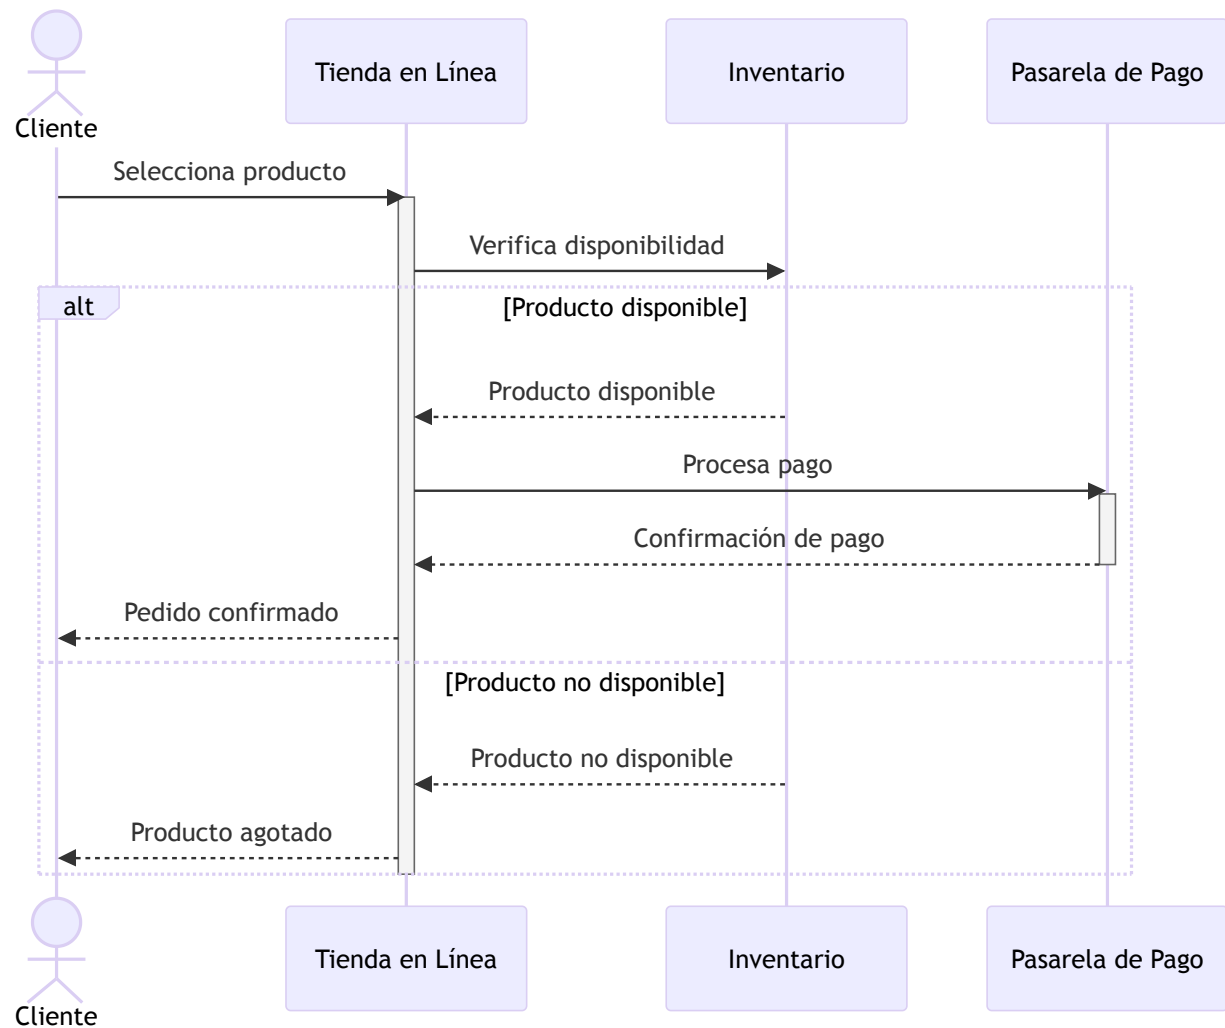 Cliente
Tienda en Línea
Inventario
Pasarela de Pago
Selecciona producto
Verifica disponibilidad
alt
[Producto disponible]
Producto disponible
Procesa pago
Confirmación de pago
Pedido confirmado
[Producto no disponible]
Producto no disponible
Producto agotado
Cliente
Tienda en Línea
Inventario
Pasarela de Pago